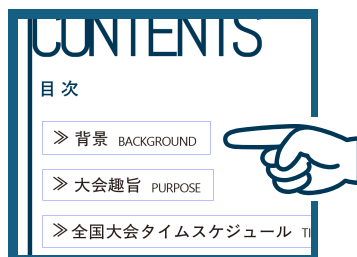 CONTENTS
目次
≫ 背景 BACKGROUND
≫ 大会趣旨 PURPOSE
≫ 全国大会タイムスケジュール TI